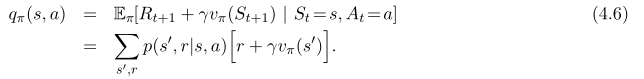 qπ(s, a) = 𝔼π[Rt+1 + γvπ(St+1) | St=s, At=a] (4.6)
= ∑s′,r p(s′, r|s, a)[r + γvπ(s′)].